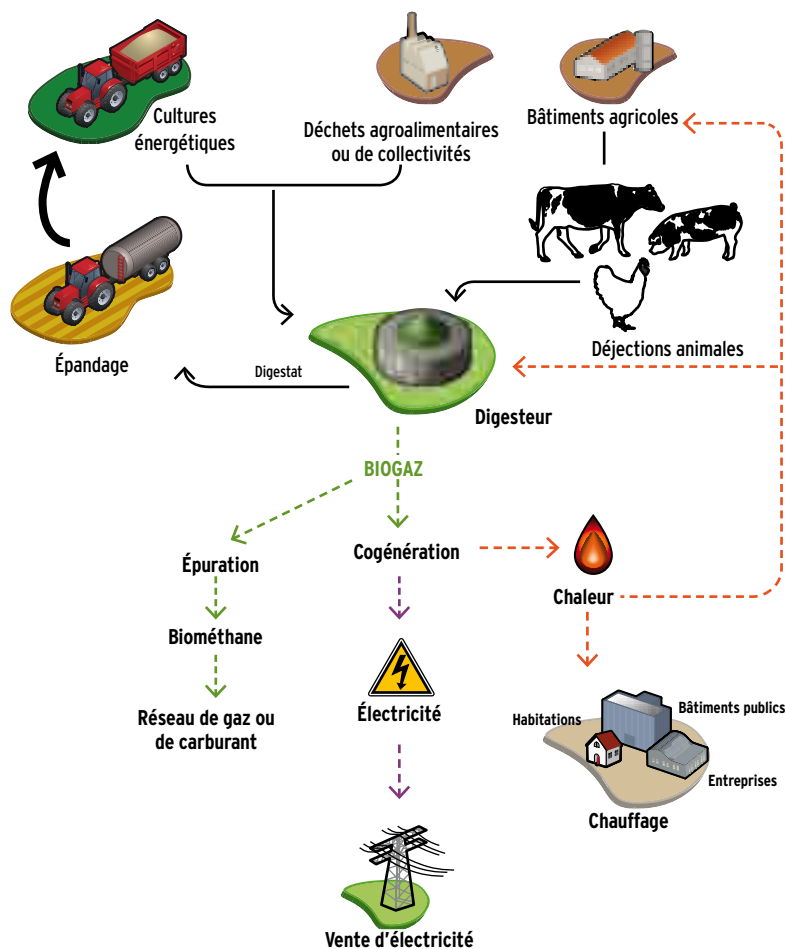 Cultures
énergétiques
Déchets agroalimentaires
ou de collectivités
Bâtiments agricoles
Épandage
Digestat
Déjections animales
Digesteur
BIOGAZ
Épuration
Cogénération
Chaleur
Biométhane
Électricité
Réseau de gaz ou
de carburant
Habitations
Bâtiments publics
Entreprises
Chauffage
Vente d'électricité